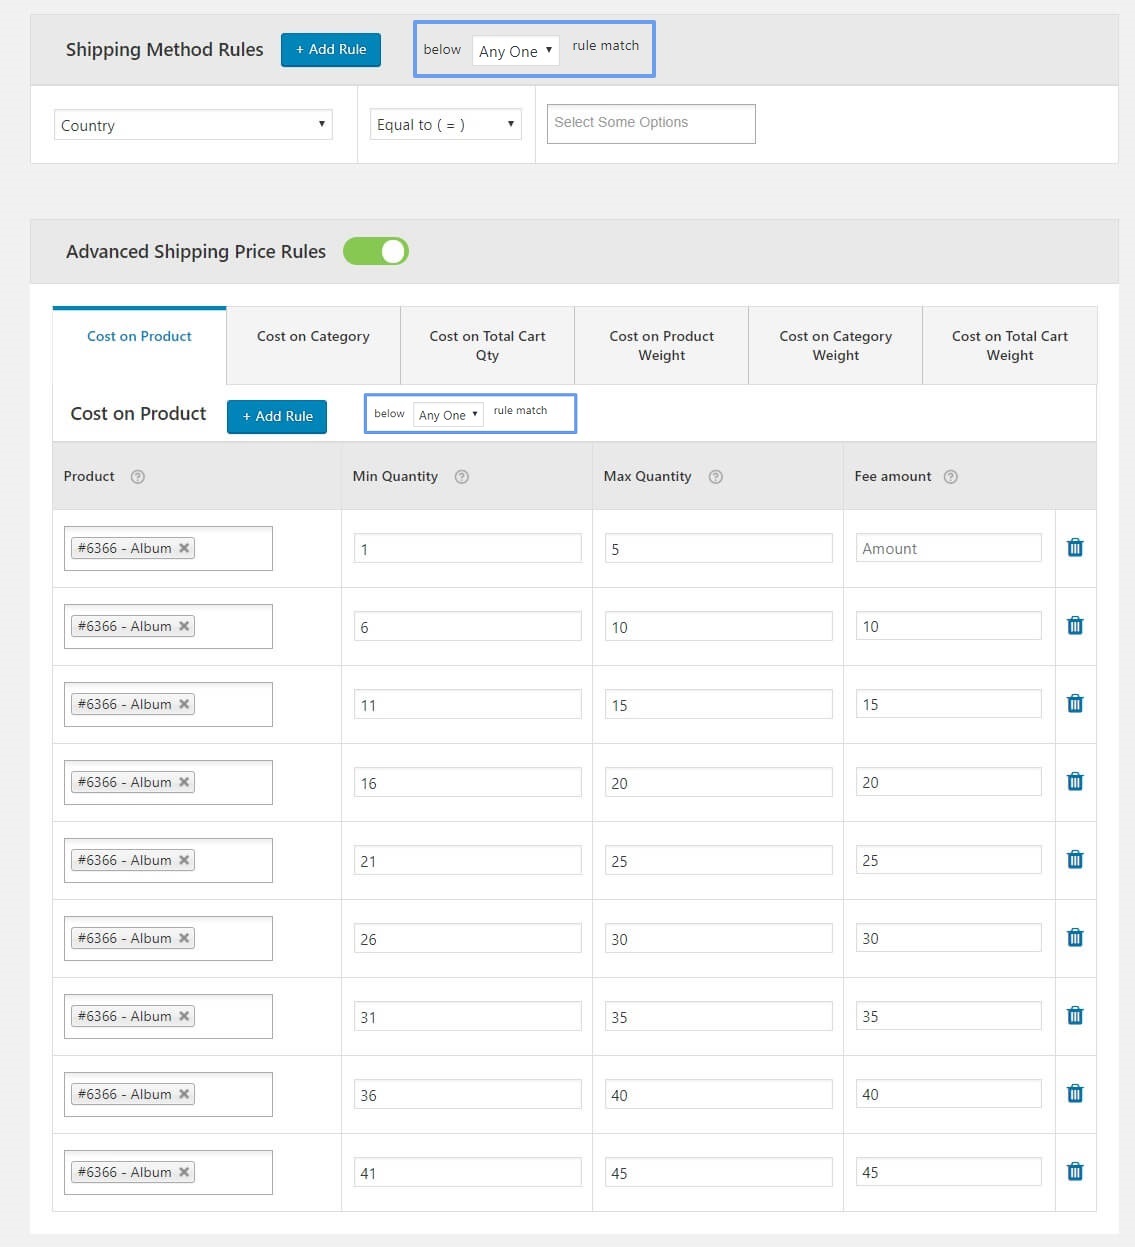 Shipping Method Rules + Add Rule below Any One rule match
Country Equal to ( = ) Select Some Options
Advanced Shipping Price Rules
Cost on Product Cost on Category Cost on Total Cart Qty Cost on Product Weight Cost on Category Weight Cost on Total Cart Weight
Cost on Product + Add Rule below Any One rule match
Product ? Min Quantity ? Max Quantity ? Fee amount ?
#6366 - Album 1 5 Amount
#6366 - Album 6 10 10
#6366 - Album 11 15 15
#6366 - Album 16 20 20
#6366 - Album 21 25 25
#6366 - Album 26 30 30
#6366 - Album 31 35 35
#6366 - Album 36 40 40
#6366 - Album 41 45 45